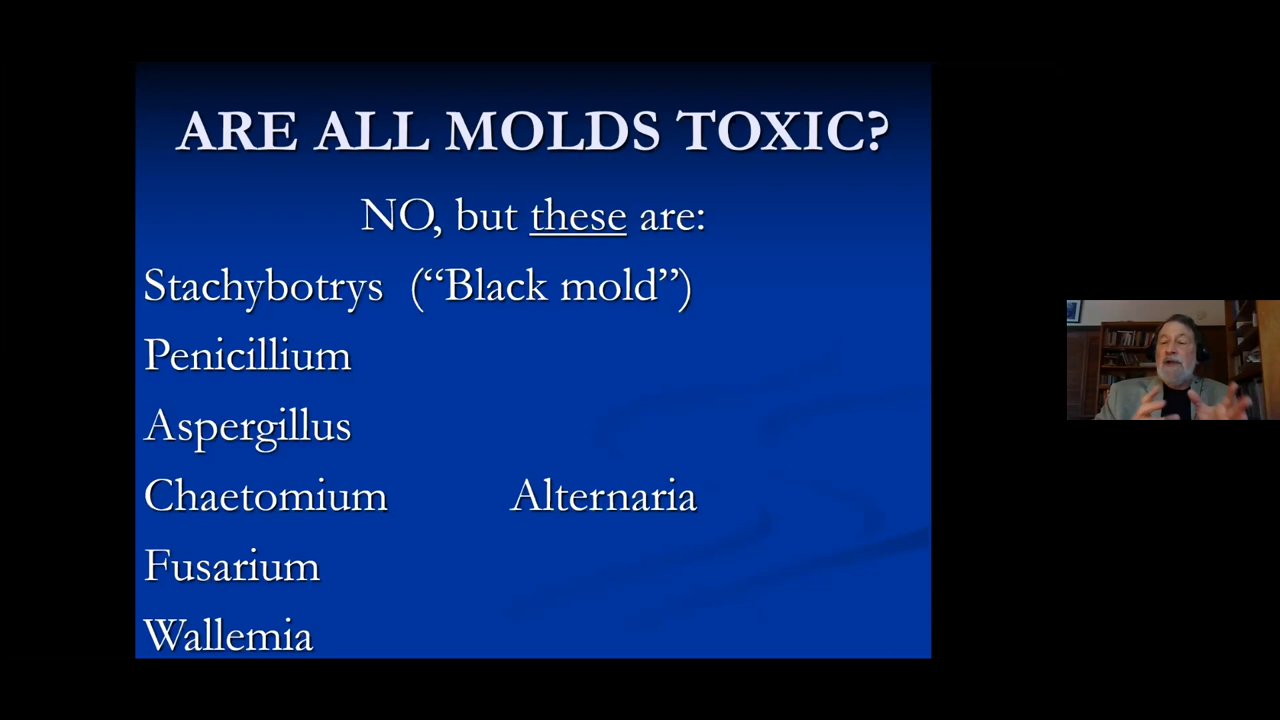 ARE ALL MOLDS TOXIC?
NO, but these are:
Stachybotrys (“Black mold”)
Penicillium
Aspergillus
Chaetomium Alternaria
Fusarium
Wallemia